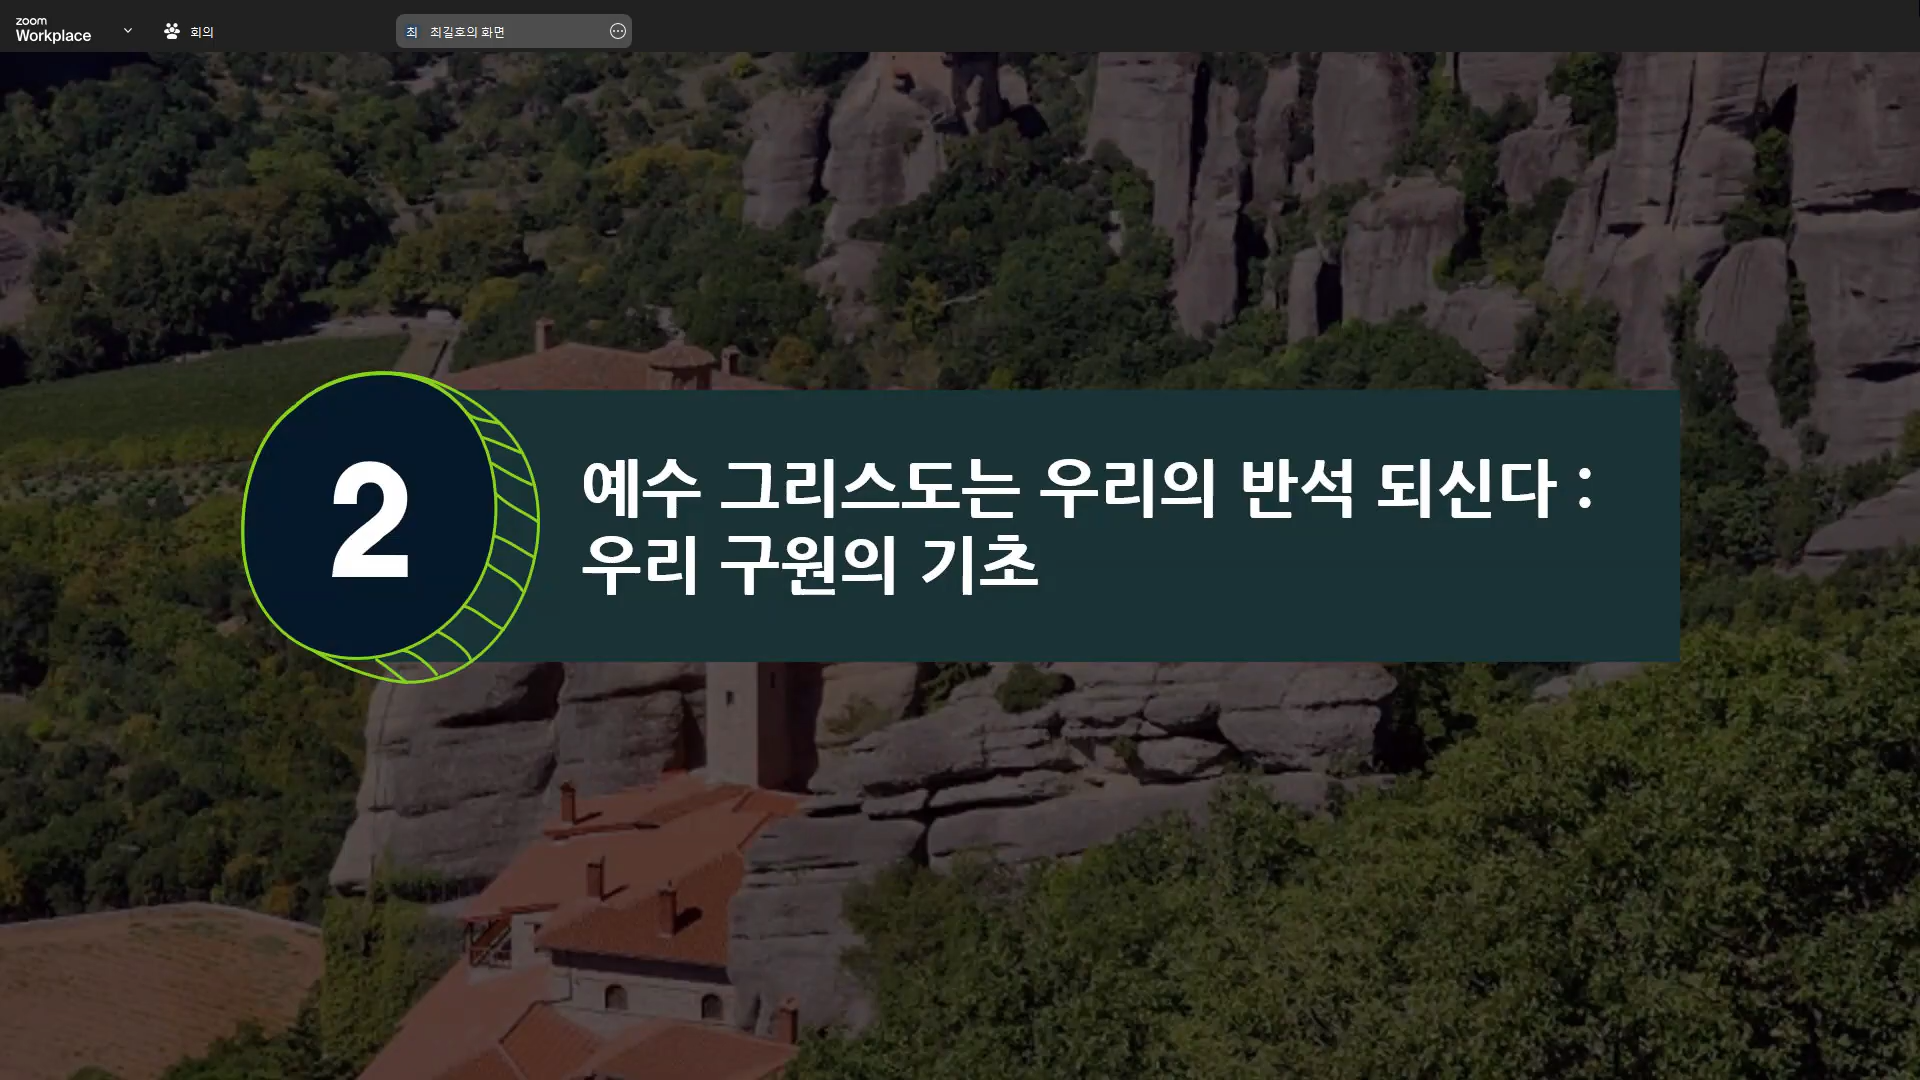 zoom
Workplace
회의
최 최길호의 화면
2
예수 그리스도는 우리의 반석 되신다 :
우리 구원의 기초